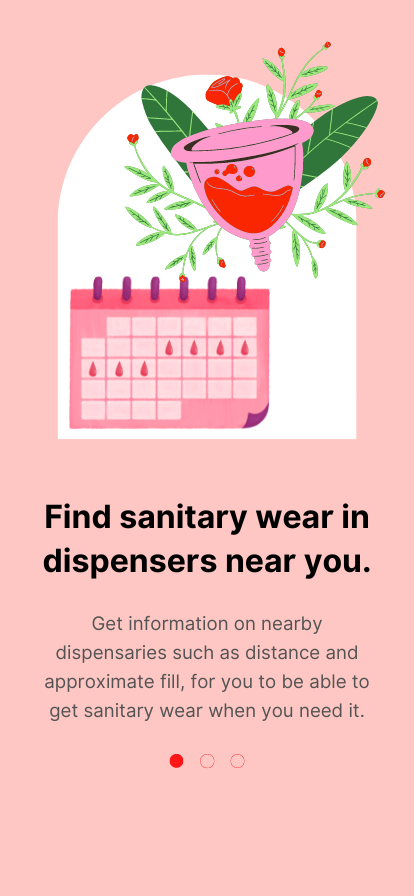 Find sanitary wear in
dispensers near you.
Get information on nearby
dispensaries such as distance and
approximate fill, for you to be able to
get sanitary wear when you need it.